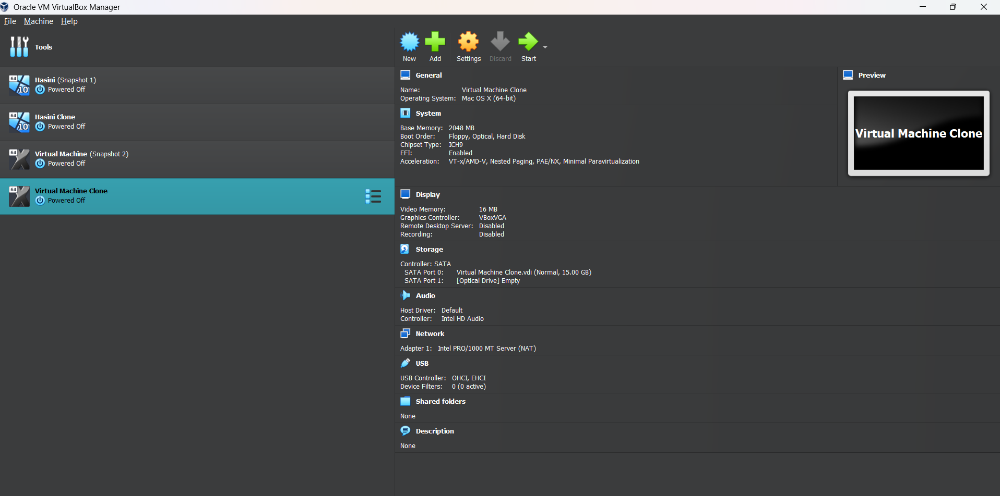 Oracle VM VirtualBox Manager
File Machine Help
Tools
64 10 Hasini (Snapshot 1)
Powered Off
64 10 Hasini Clone
Powered Off
64 Virtual Machine (Snapshot 2)
Powered Off
64 Virtual Machine Clone
Powered Off
New Add Settings Discard Start
General
Name: Virtual Machine Clone
Operating System: Mac OS X (64-bit)
System
Base Memory: 2048 MB
Boot Order: Floppy, Optical, Hard Disk
Chipset Type: ICH9
EFI: Enabled
Acceleration: VT-x/AMD-V, Nested Paging, PAE/NX, Minimal Paravirtualization
Preview
Virtual Machine Clone
Display
Video Memory: 16 MB
Graphics Controller: VBoxVGA
Remote Desktop Server: Disabled
Recording: Disabled
Storage
Controller: SATA
SATA Port 0: Virtual Machine Clone.vdi (Normal, 15.00 GB)
SATA Port 1: [Optical Drive] Empty
Audio
Host Driver: Default
Controller: Intel HD Audio
Network
Adapter 1: Intel PRO/1000 MT Server (NAT)
USB
USB Controller: OHCI, EHCI
Device Filters: 0 (0 active)
Shared folders
None
Description
None